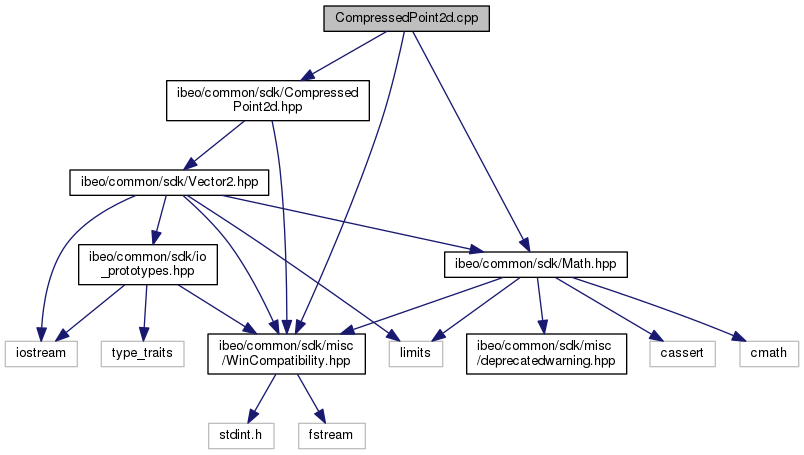 CompressedPoint2d.cpp
ibeo/common/sdk/Compressed
Point2d.hpp
ibeo/common/sdk/Vector2.hpp
ibeo/common/sdk/io
_prototypes.hpp
ibeo/common/sdk/Math.hpp
iostream
type_traits
ibeo/common/sdk/misc
/WinCompatibility.hpp
limits
ibeo/common/sdk/misc
/deprecatedwarning.hpp
cassert
cmath
stdint.h
fstream